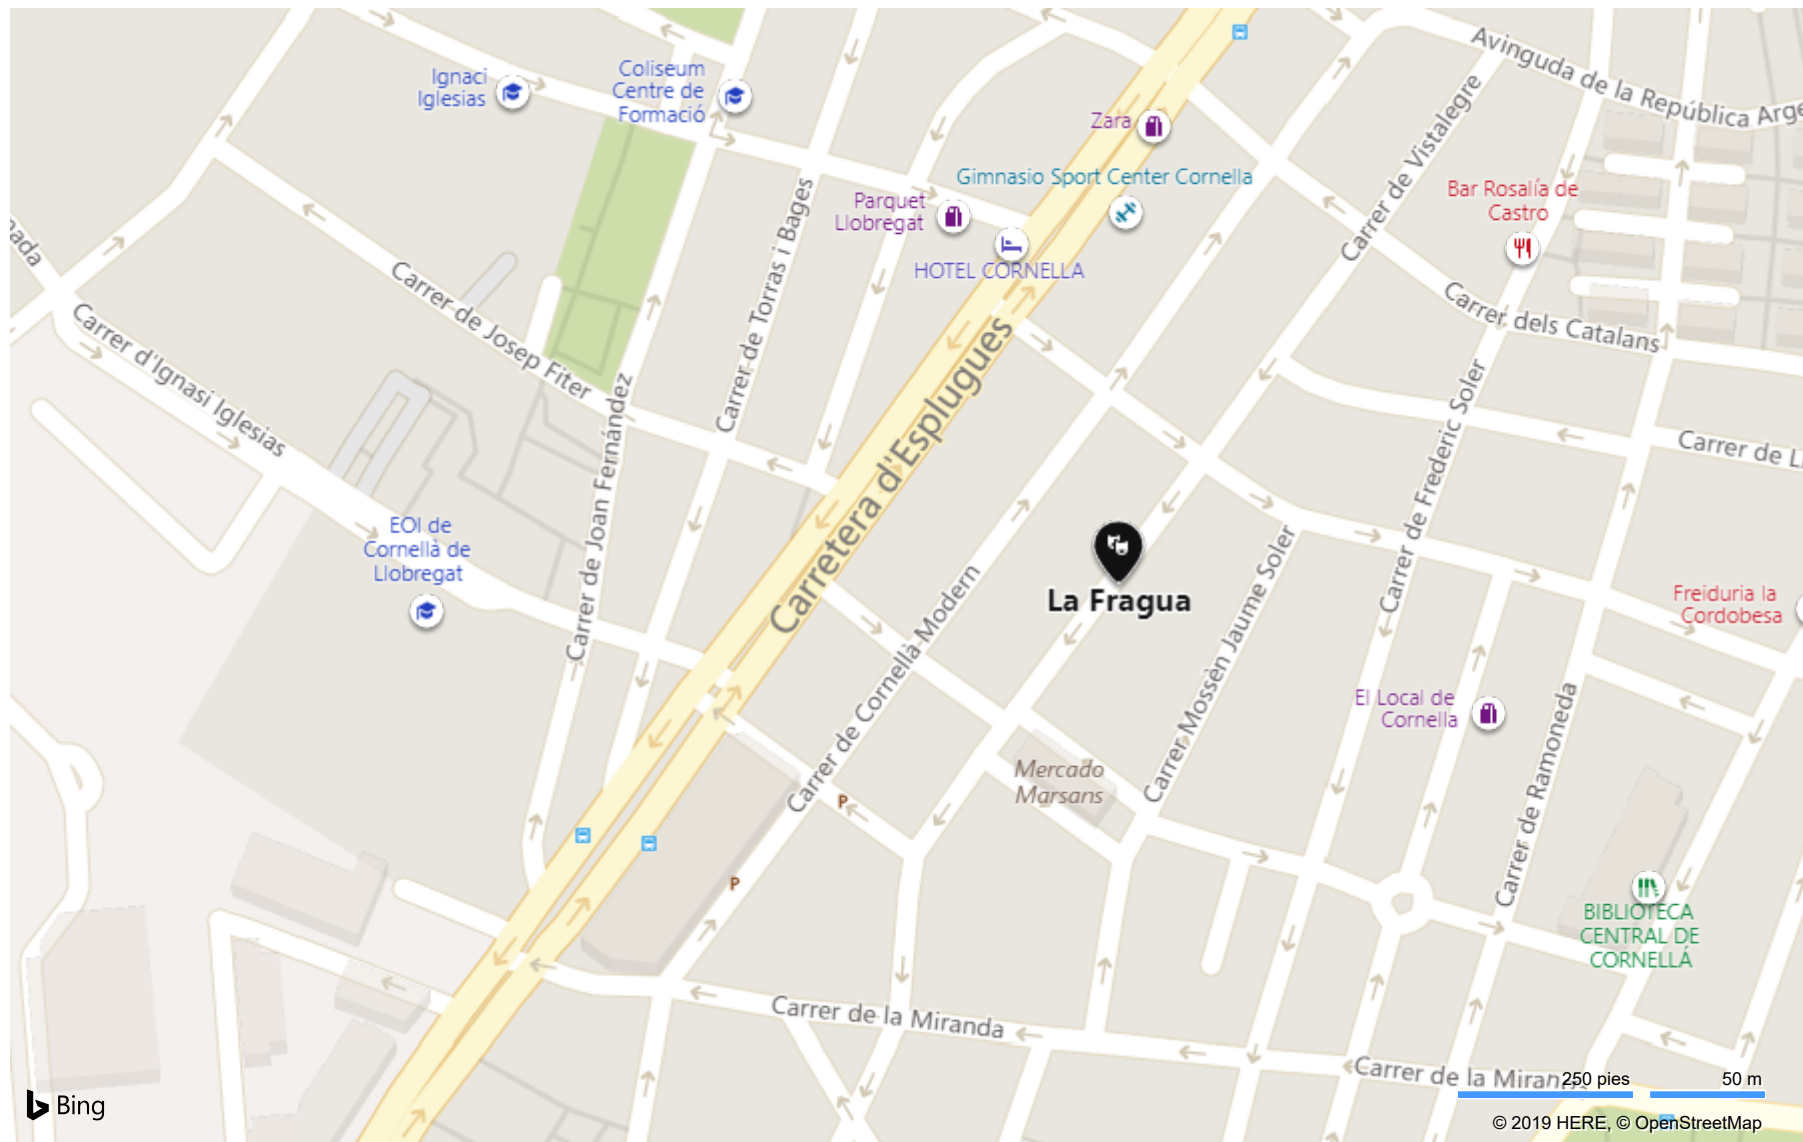 Ignaci
Iglesias
Coliseum
Centre de
Formació
Zara
Avinguda de la República Arge
Gimnasio Sport Center Cornella
Parquet
Llobregat
HOTEL CORNELLA
Carrer de Vistalegre
Bar Rosalía de
Castro
Carrer de Torras i Bages
Carrer de Josep Fiter
Carrer d'Ignasi Iglesias
nada
Carrer dels Catalans
Carretera d'Esplugues
Carrer de Joan Fernández
Carrer de Frederic Soler
Carrer de Ll
EOI de
Cornellà de
Llobregat
La Fragua
Carrer de Cornellà-Modern
Carrer Mossèn Jaume Soler
Freiduria la
Cordobesa
El Local de
Cornella
Carrer de Ramoneda
Mercado
Marsans
P
P
BIBLIOTECA
CENTRAL DE
CORNELLÁ
Carrer de la Miranda
Carrer de la Miranda
250 pies
50 m
Bing
© 2019 HERE, © OpenStreetMap